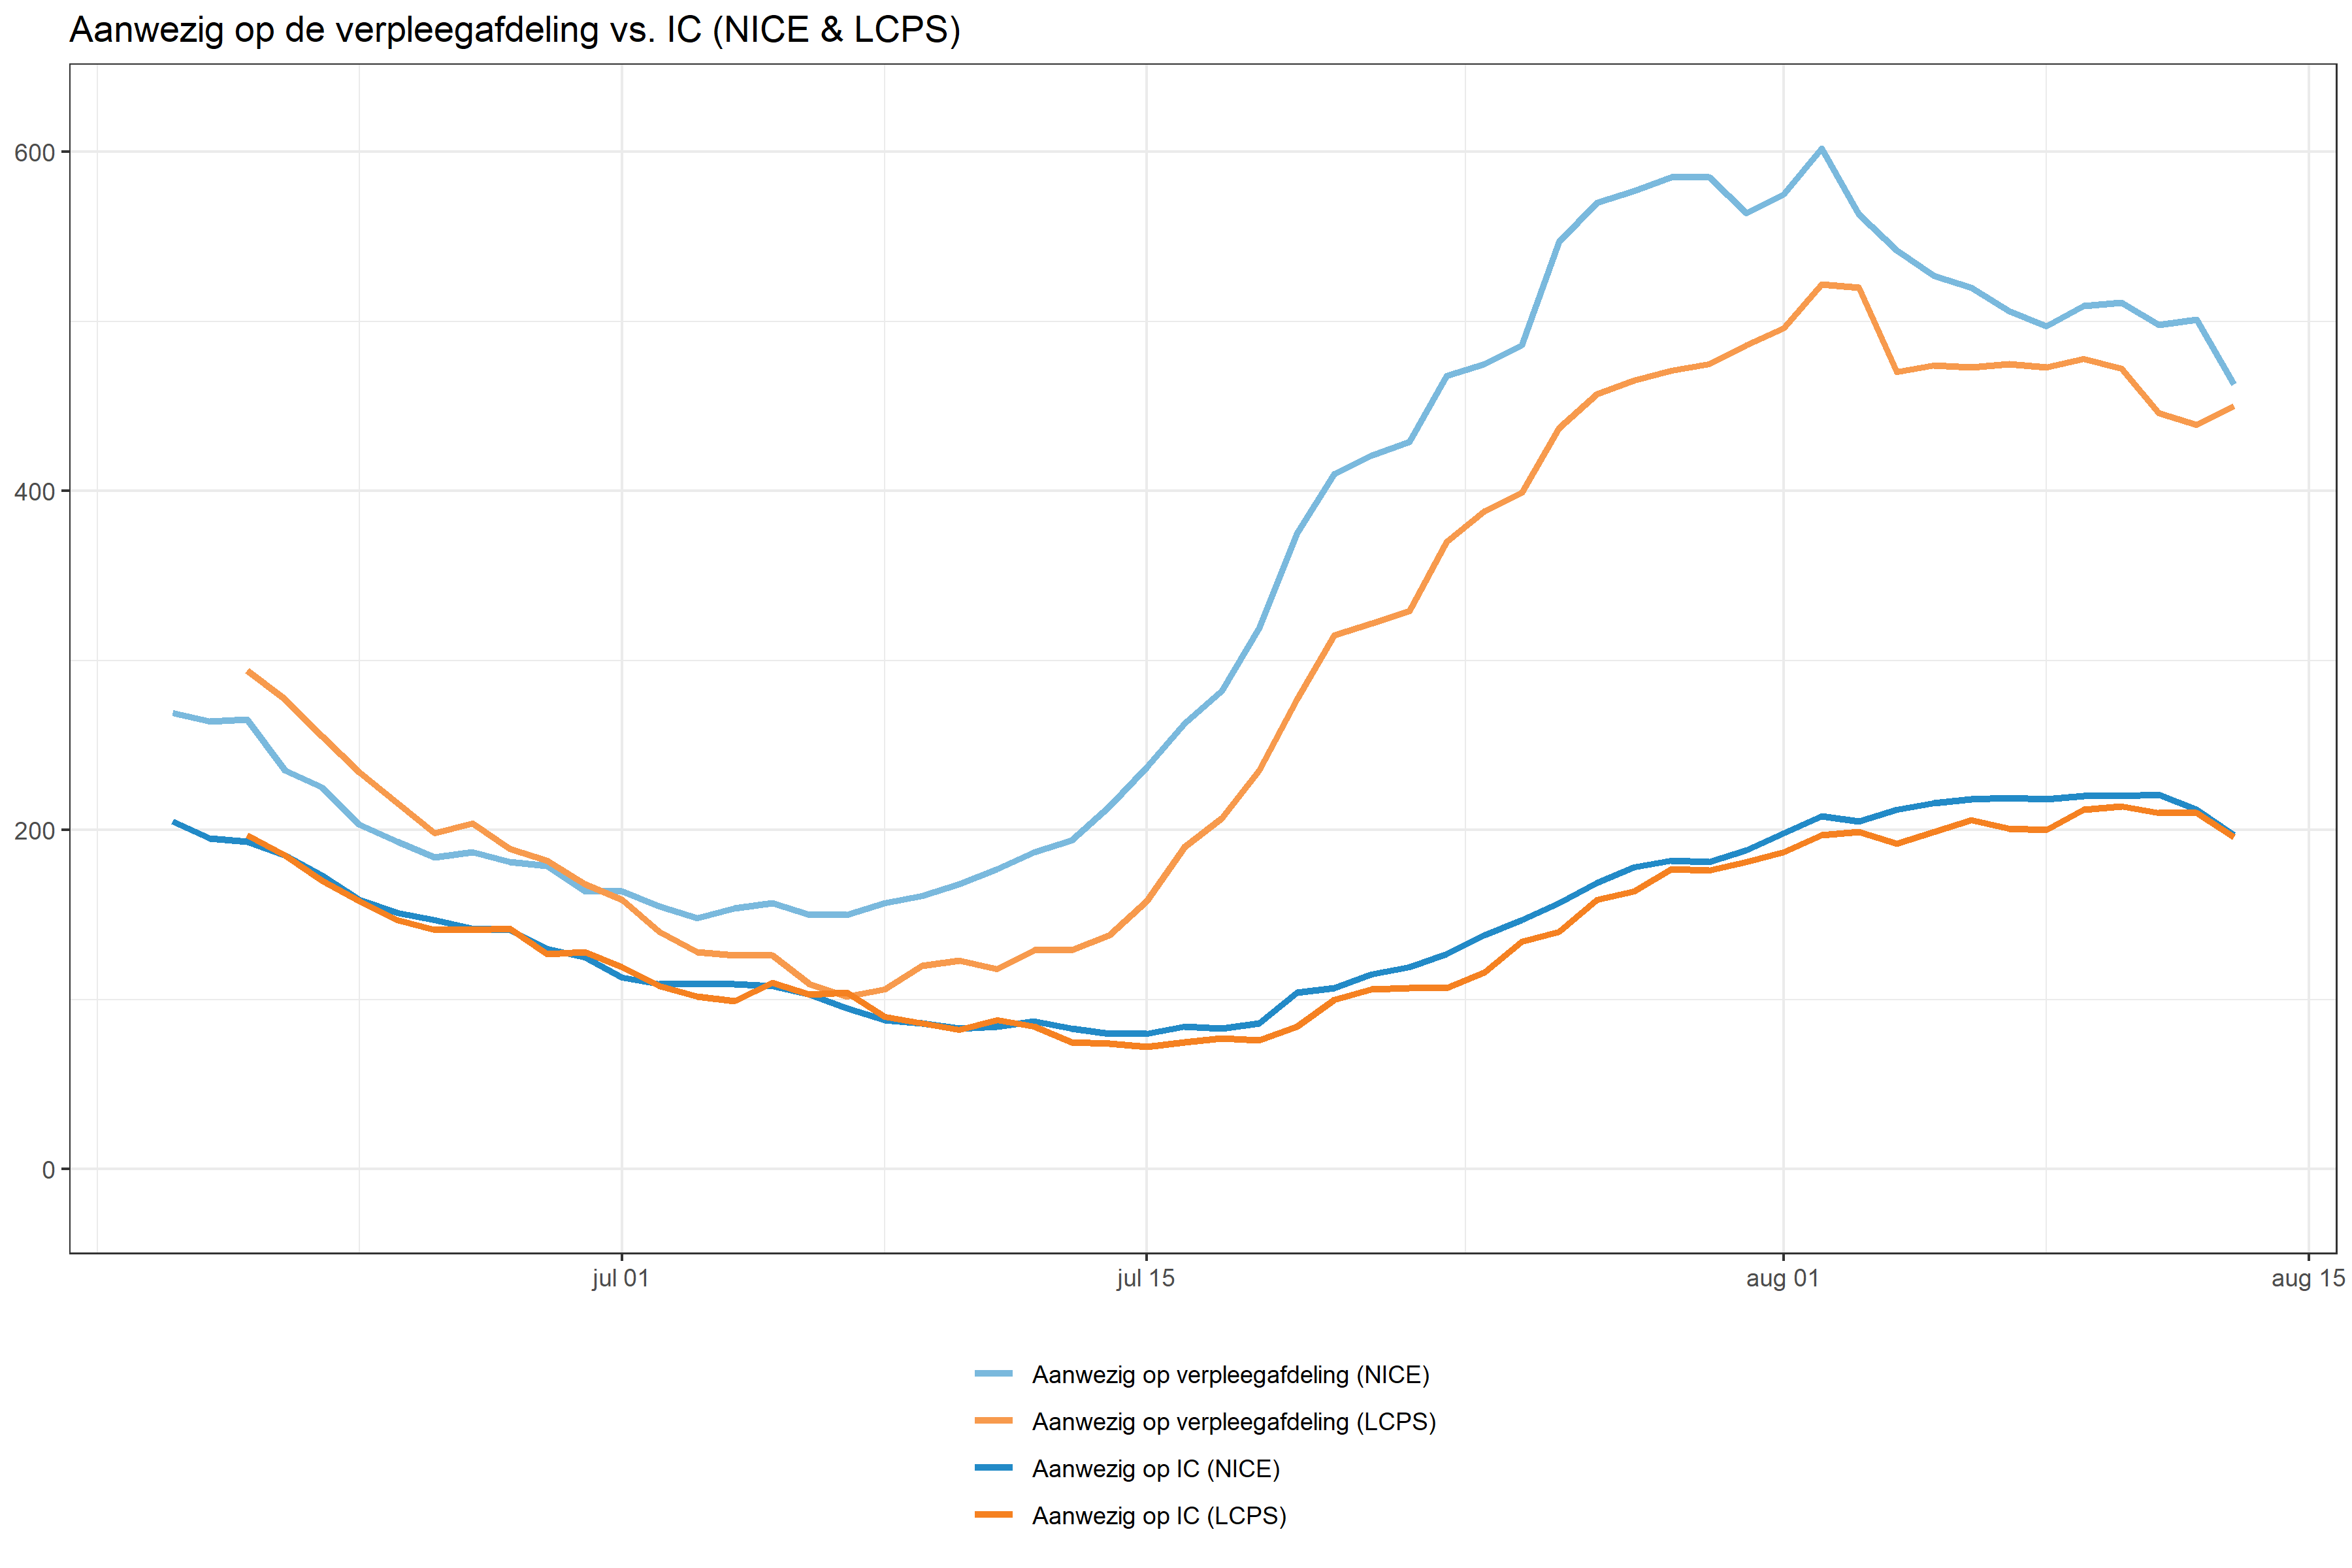 Aanwezig op de verpleegafdeling vs. IC (NICE & LCPS)
600
400
200
0
jul 01
jul 15
aug 01
aug 15
Aanwezig op verpleegafdeling (NICE)
Aanwezig op verpleegafdeling (LCPS)
Aanwezig op IC (NICE)
Aanwezig op IC (LCPS)